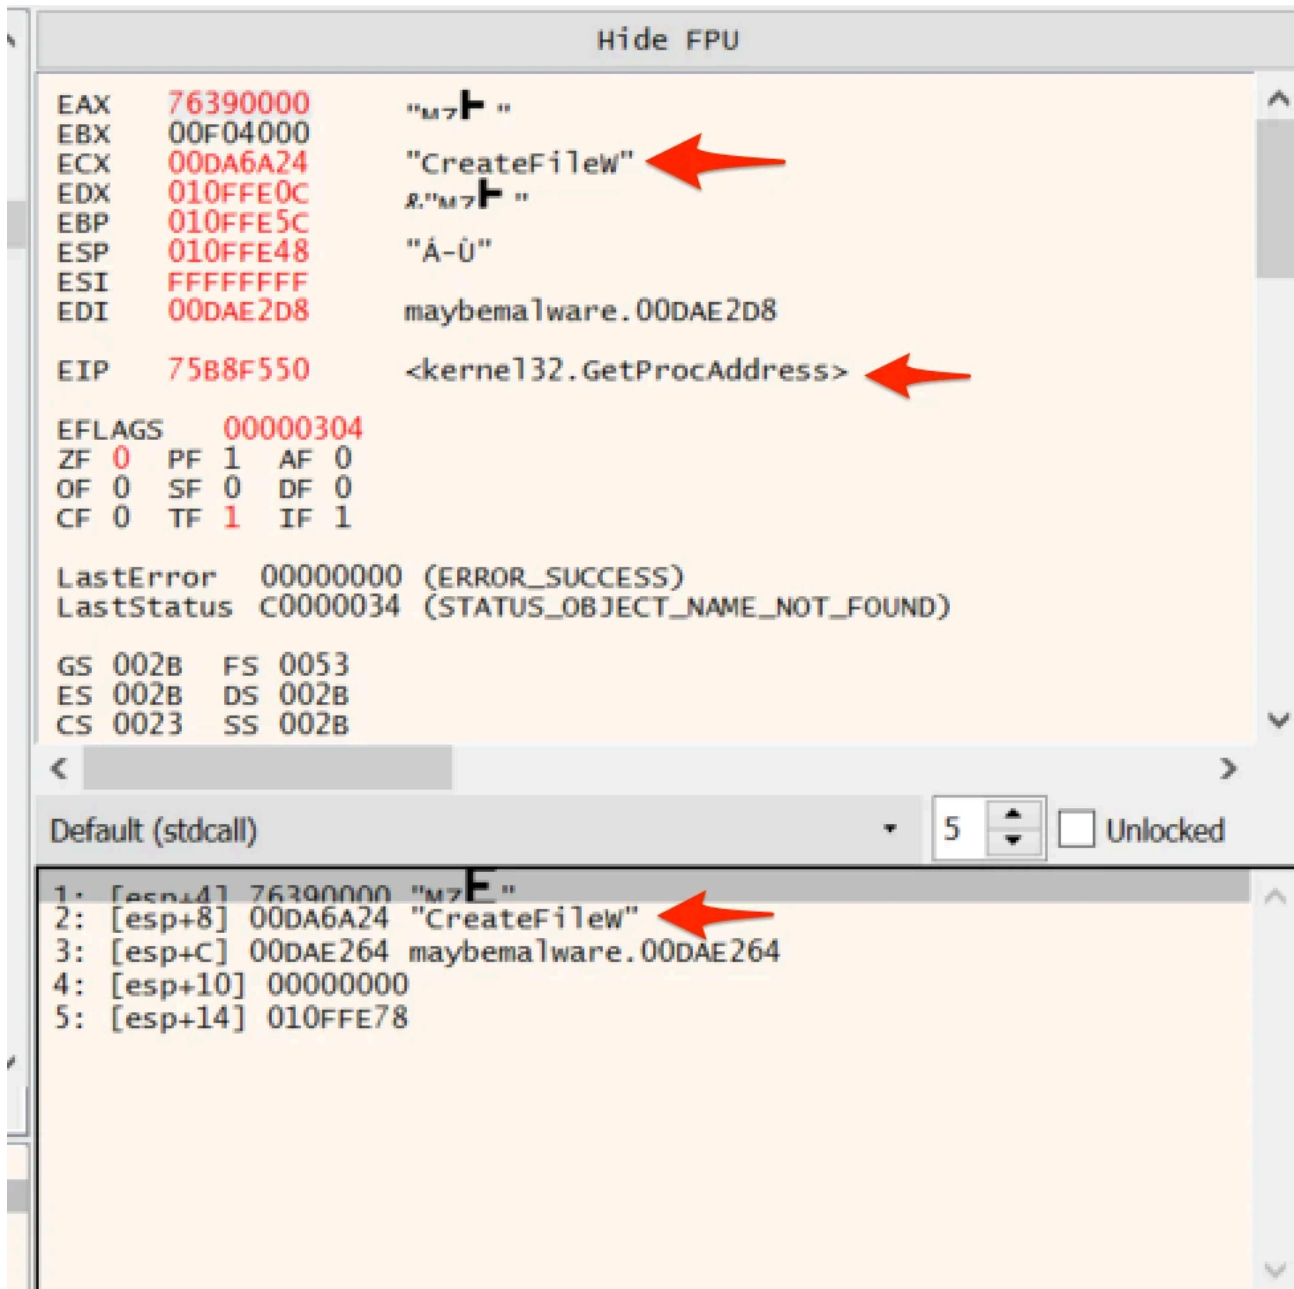 Hide FPU
EAX 76390000 "MZ "
EBX 00F04000
ECX 00DA6A24 "CreateFileW"
EDX 010FFE0C &"MZ "
EBP 010FFE5C
ESP 010FFE48 "Á-Ù"
ESI FFFFFFFF
EDI 00DAE2D8 maybemalware.00DAE2D8
EIP 75B8F550 <kernel32.GetProcAddress>
EFLAGS 00000304
ZF 0 PF 1 AF 0
OF 0 SF 0 DF 0
CF 0 TF 1 IF 1
LastError 00000000 (ERROR_SUCCESS)
LastStatus C0000034 (STATUS_OBJECT_NAME_NOT_FOUND)
GS 002B FS 0053
ES 002B DS 002B
CS 0023 SS 002B
Default (stdcall) 5 Unlocked
1: [esp+4] 76390000 "MZ "
2: [esp+8] 00DA6A24 "CreateFileW"
3: [esp+C] 00DAE264 maybemalware.00DAE264
4: [esp+10] 00000000
5: [esp+14] 010FFE78